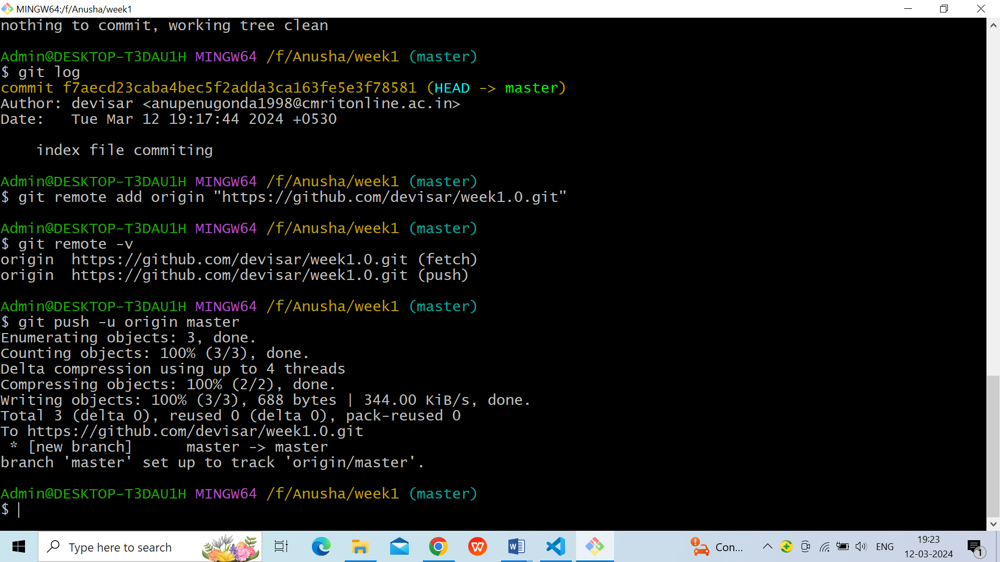 MINGW64:/f/Anusha/week1
nothing to commit, working tree clean
Admin@DESKTOP-T3DAU1H MINGW64 /f/Anusha/week1 (master)
$ git log
commit f7aecd23caba4bec5f2adda3ca163fe5e3f78581 (HEAD -> master)
Author: devisar <anupenugonda1998@cmritonline.ac.in>
Date:   Tue Mar 12 19:17:44 2024 +0530
    index file commiting
Admin@DESKTOP-T3DAU1H MINGW64 /f/Anusha/week1 (master)
$ git remote add origin "https://github.com/devisar/week1.0.git"
Admin@DESKTOP-T3DAU1H MINGW64 /f/Anusha/week1 (master)
$ git remote -v
origin  https://github.com/devisar/week1.0.git (fetch)
origin  https://github.com/devisar/week1.0.git (push)
Admin@DESKTOP-T3DAU1H MINGW64 /f/Anusha/week1 (master)
$ git push -u origin master
Enumerating objects: 3, done.
Counting objects: 100% (3/3), done.
Delta compression using up to 4 threads
Compressing objects: 100% (2/2), done.
Writing objects: 100% (3/3), 688 bytes | 344.00 KiB/s, done.
Total 3 (delta 0), reused 0 (delta 0), pack-reused 0
To https://github.com/devisar/week1.0.git
 * [new branch]      master -> master
branch 'master' set up to track 'origin/master'.
Admin@DESKTOP-T3DAU1H MINGW64 /f/Anusha/week1 (master)
$
Type here to search
Con...
ENG
19:23
12-03-2024
1